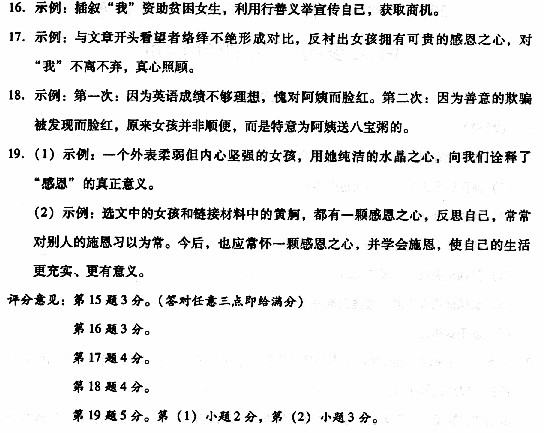 16. 示例：插叙“我”资助贫困女生，利用行善义举宣传自己，获取商机。
17. 示例：与文章开头看望者络绎不绝形成对比，反衬出女孩拥有可贵的感恩之心，对
“我”不离不弃，真心照顾。
18. 示例：第一次：因为英语成绩不够理想，愧对阿姨而脸红。第二次：因为善意的欺骗
被发现而脸红，原来女孩并非顺便，而是特意为阿姨送八宝粥的。
19. （1）示例：一个外表柔弱但内心坚强的女孩，用她纯洁的水晶之心，向我们诠释了
“感恩”的真正意义。
（2）示例：选文中的女孩和链接材料中的黄舸，都有一颗感恩之心，反思自己，常常
对别人的施恩习以为常。今后，也应常怀一颗感恩之心，并学会施恩，使自己的生活
更充实、更有意义。
评分意见：第15题3分。（答对任意三点即给满分）
第16题3分。
第17题4分。
第18题4分。
第19题5分。第（1）小题2分，第（2）小题3分。